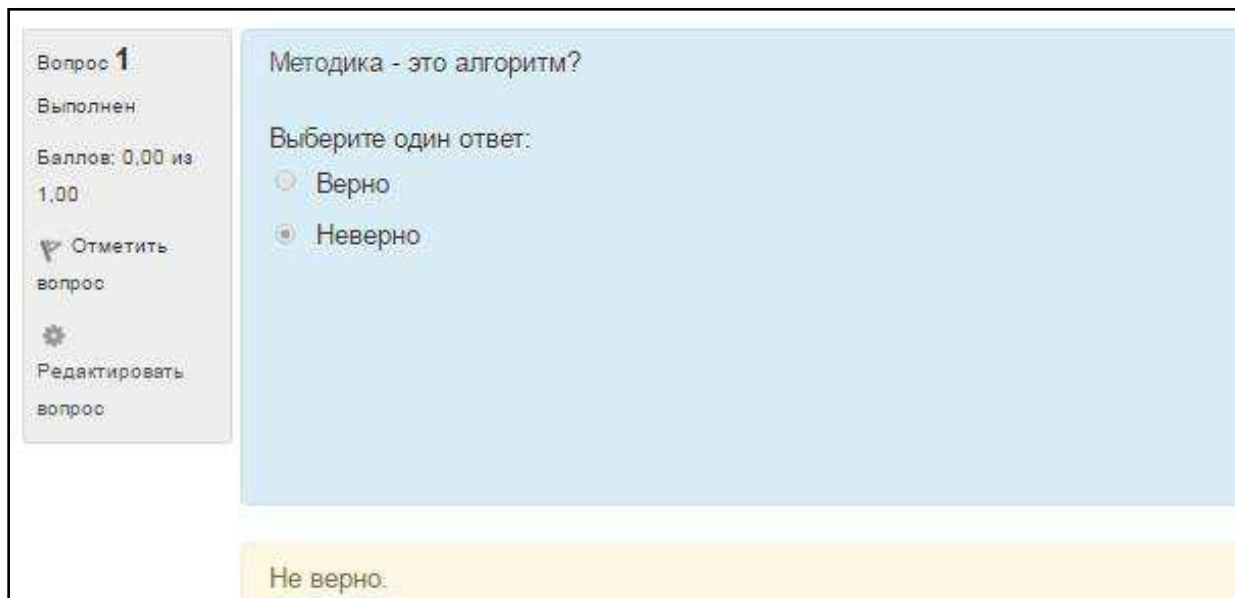 Вопрос 1
Выполнен
Баллов: 0,00 из
1,00
Отметить
вопрос
Редактировать
вопрос
Методика - это алгоритм?
Выберите один ответ:
Верно
Неверно
Не верно.